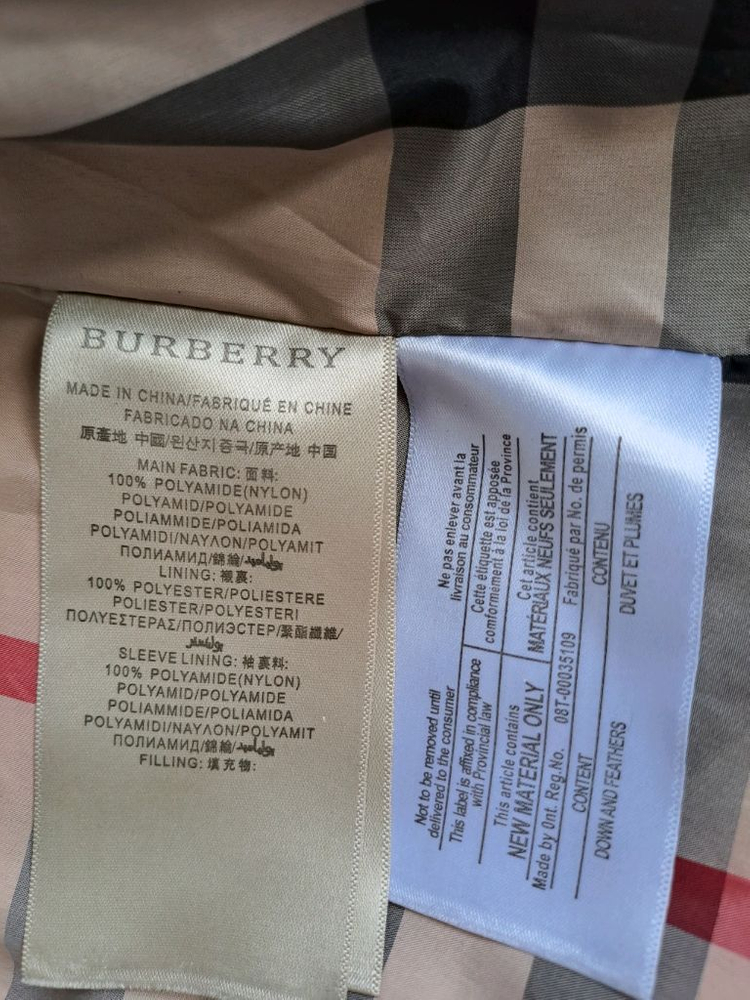 BURBERRY
MADE IN CHINA/FABRIQUÉ EN CHINE
FABRICADO NA CHINA
原產地 中國/원산지 중국/原产地 中国
MAIN FABRIC: 面料:
100% POLYAMIDE(NYLON)
POLYAMID/POLYAMIDE
POLIAMMIDE/POLIAMIDA
POLYAMIDI/ΝΑΥΛΟΝ/POLYAMIT
ПОЛИАМИД/錦綸/بولیامید
LINING: 襯裏:
100% POLYESTER/POLIESTERE
POLIESTER/POLYESTERI
ΠΟΛΥΕΣΤΕΡΑΣ/ПОЛИЭСТЕР/聚酯纖維/
SLEEVE LINING: 袖裏料:
100% POLYAMIDE(NYLON)
POLYAMID/POLYAMIDE
POLIAMMIDE/POLIAMIDA
POLYAMIDI/ΝΑΥΛΟΝ/POLYAMIT
ПОЛИАМИД/錦綸/بولیامید
FILLING: 填充物:
Not to be removed until
delivered to the consumer
Ne pas enlever avant la
livraison au consommateur
This label is affixed in compliance
with Provincial law
Cette étiquette est apposée
comformément à la loi de la Province
This article contains
NEW MATERIAL ONLY
Cet article contient
MATÉRIAUX NEUFS SEULEMENT
Made by Ont. Reg.No. 08T-00035109 Fabriqué par No. de permis
CONTENT CONTENU
DOWN AND FEATHERS DUVET ET PLUMES